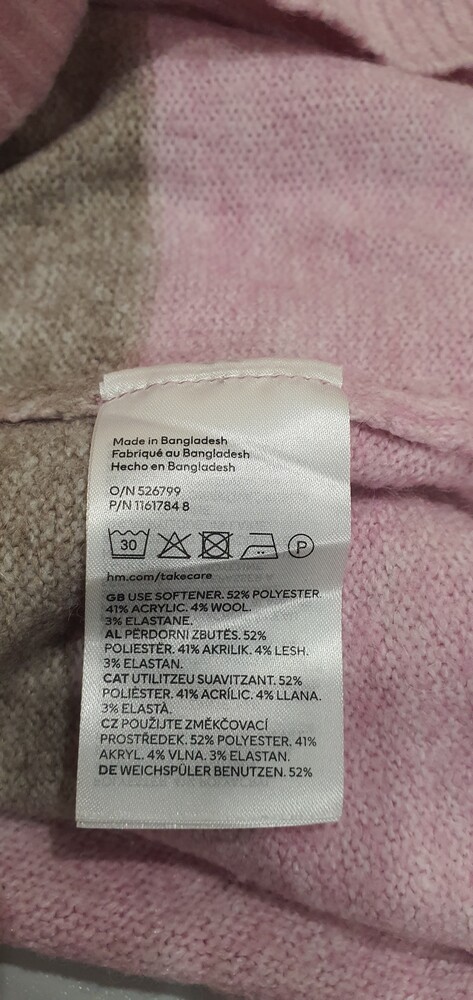 Made in Bangladesh
Fabriqué au Bangladesh
Hecho en Bangladesh
O/N 526799
P/N 1161784 8
30 P
hm.com/takecare
GB USE SOFTENER. 52% POLYESTER.
41% ACRYLIC. 4% WOOL.
3% ELASTANE.
AL PËRDORNI ZBUTËS. 52%
POLIESTËR. 41% AKRILIK. 4% LESH.
3% ELASTAN.
CAT UTILITZEU SUAVITZANT. 52%
POLIÈSTER. 41% ACRÍLIC. 4% LLANA.
3% ELASTÀ.
CZ POUŽIJTE ZMĚKČOVACÍ
PROSTŘEDEK. 52% POLYESTER. 41%
AKRYL. 4% VLNA. 3% ELASTAN.
DE WEICHSPÜLER BENUTZEN. 52%